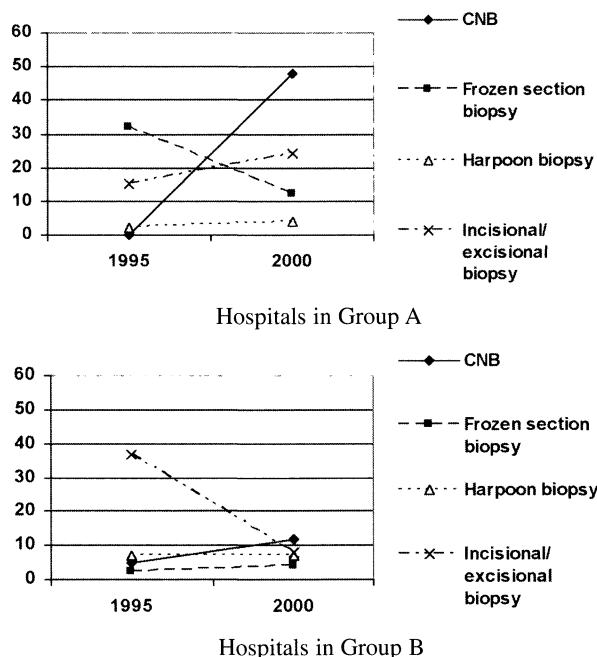 60
50
40
30
20
10
0
1995 2000
CNB
Frozen section
biopsy
Harpoon biopsy
Incisional/
excisional biopsy
Hospitals in Group A
60
50
40
30
20
10
0
1995 2000
CNB
Frozen section
biopsy
Harpoon biopsy
Incisional/
excisional
biopsy
Hospitals in Group B